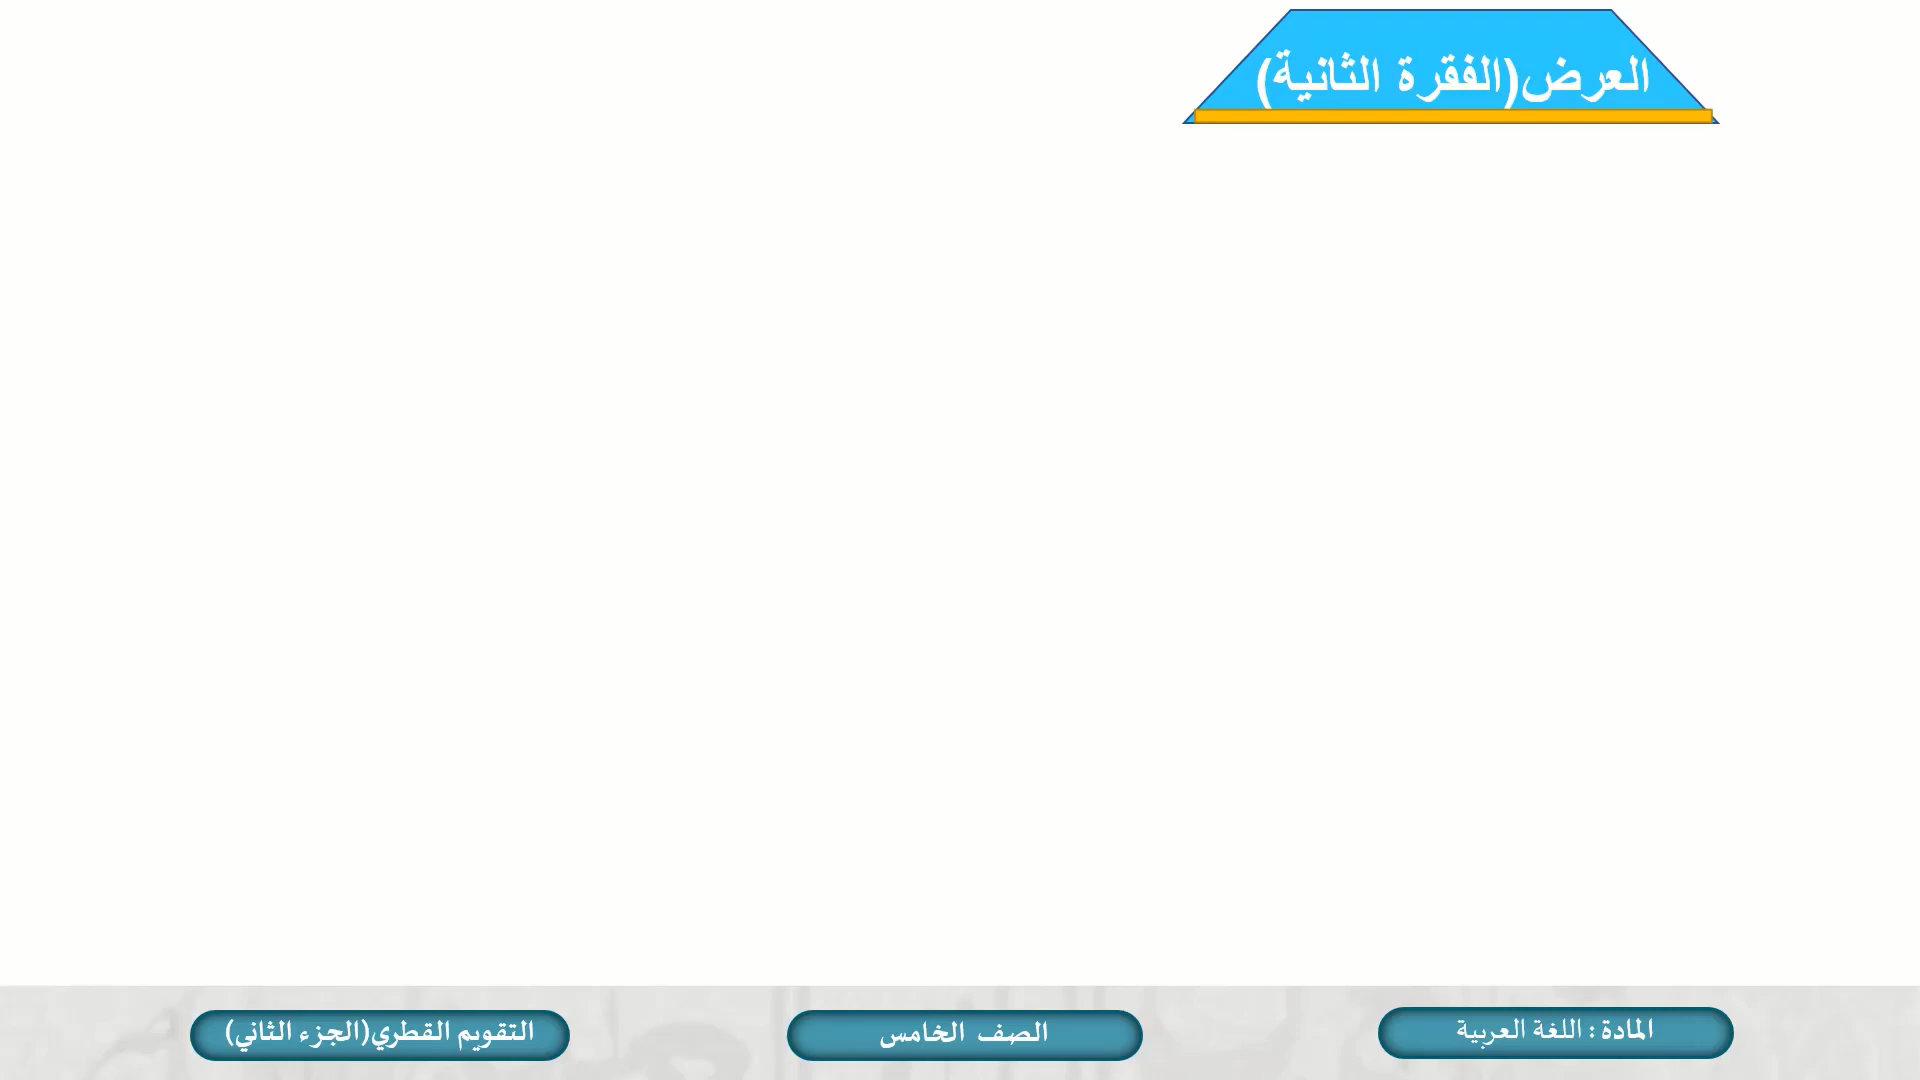 العرض(الفقرة الثانية)
المادة : اللغة العربية
الصف الخامس
التقويم القطري(الجزء الثاني)